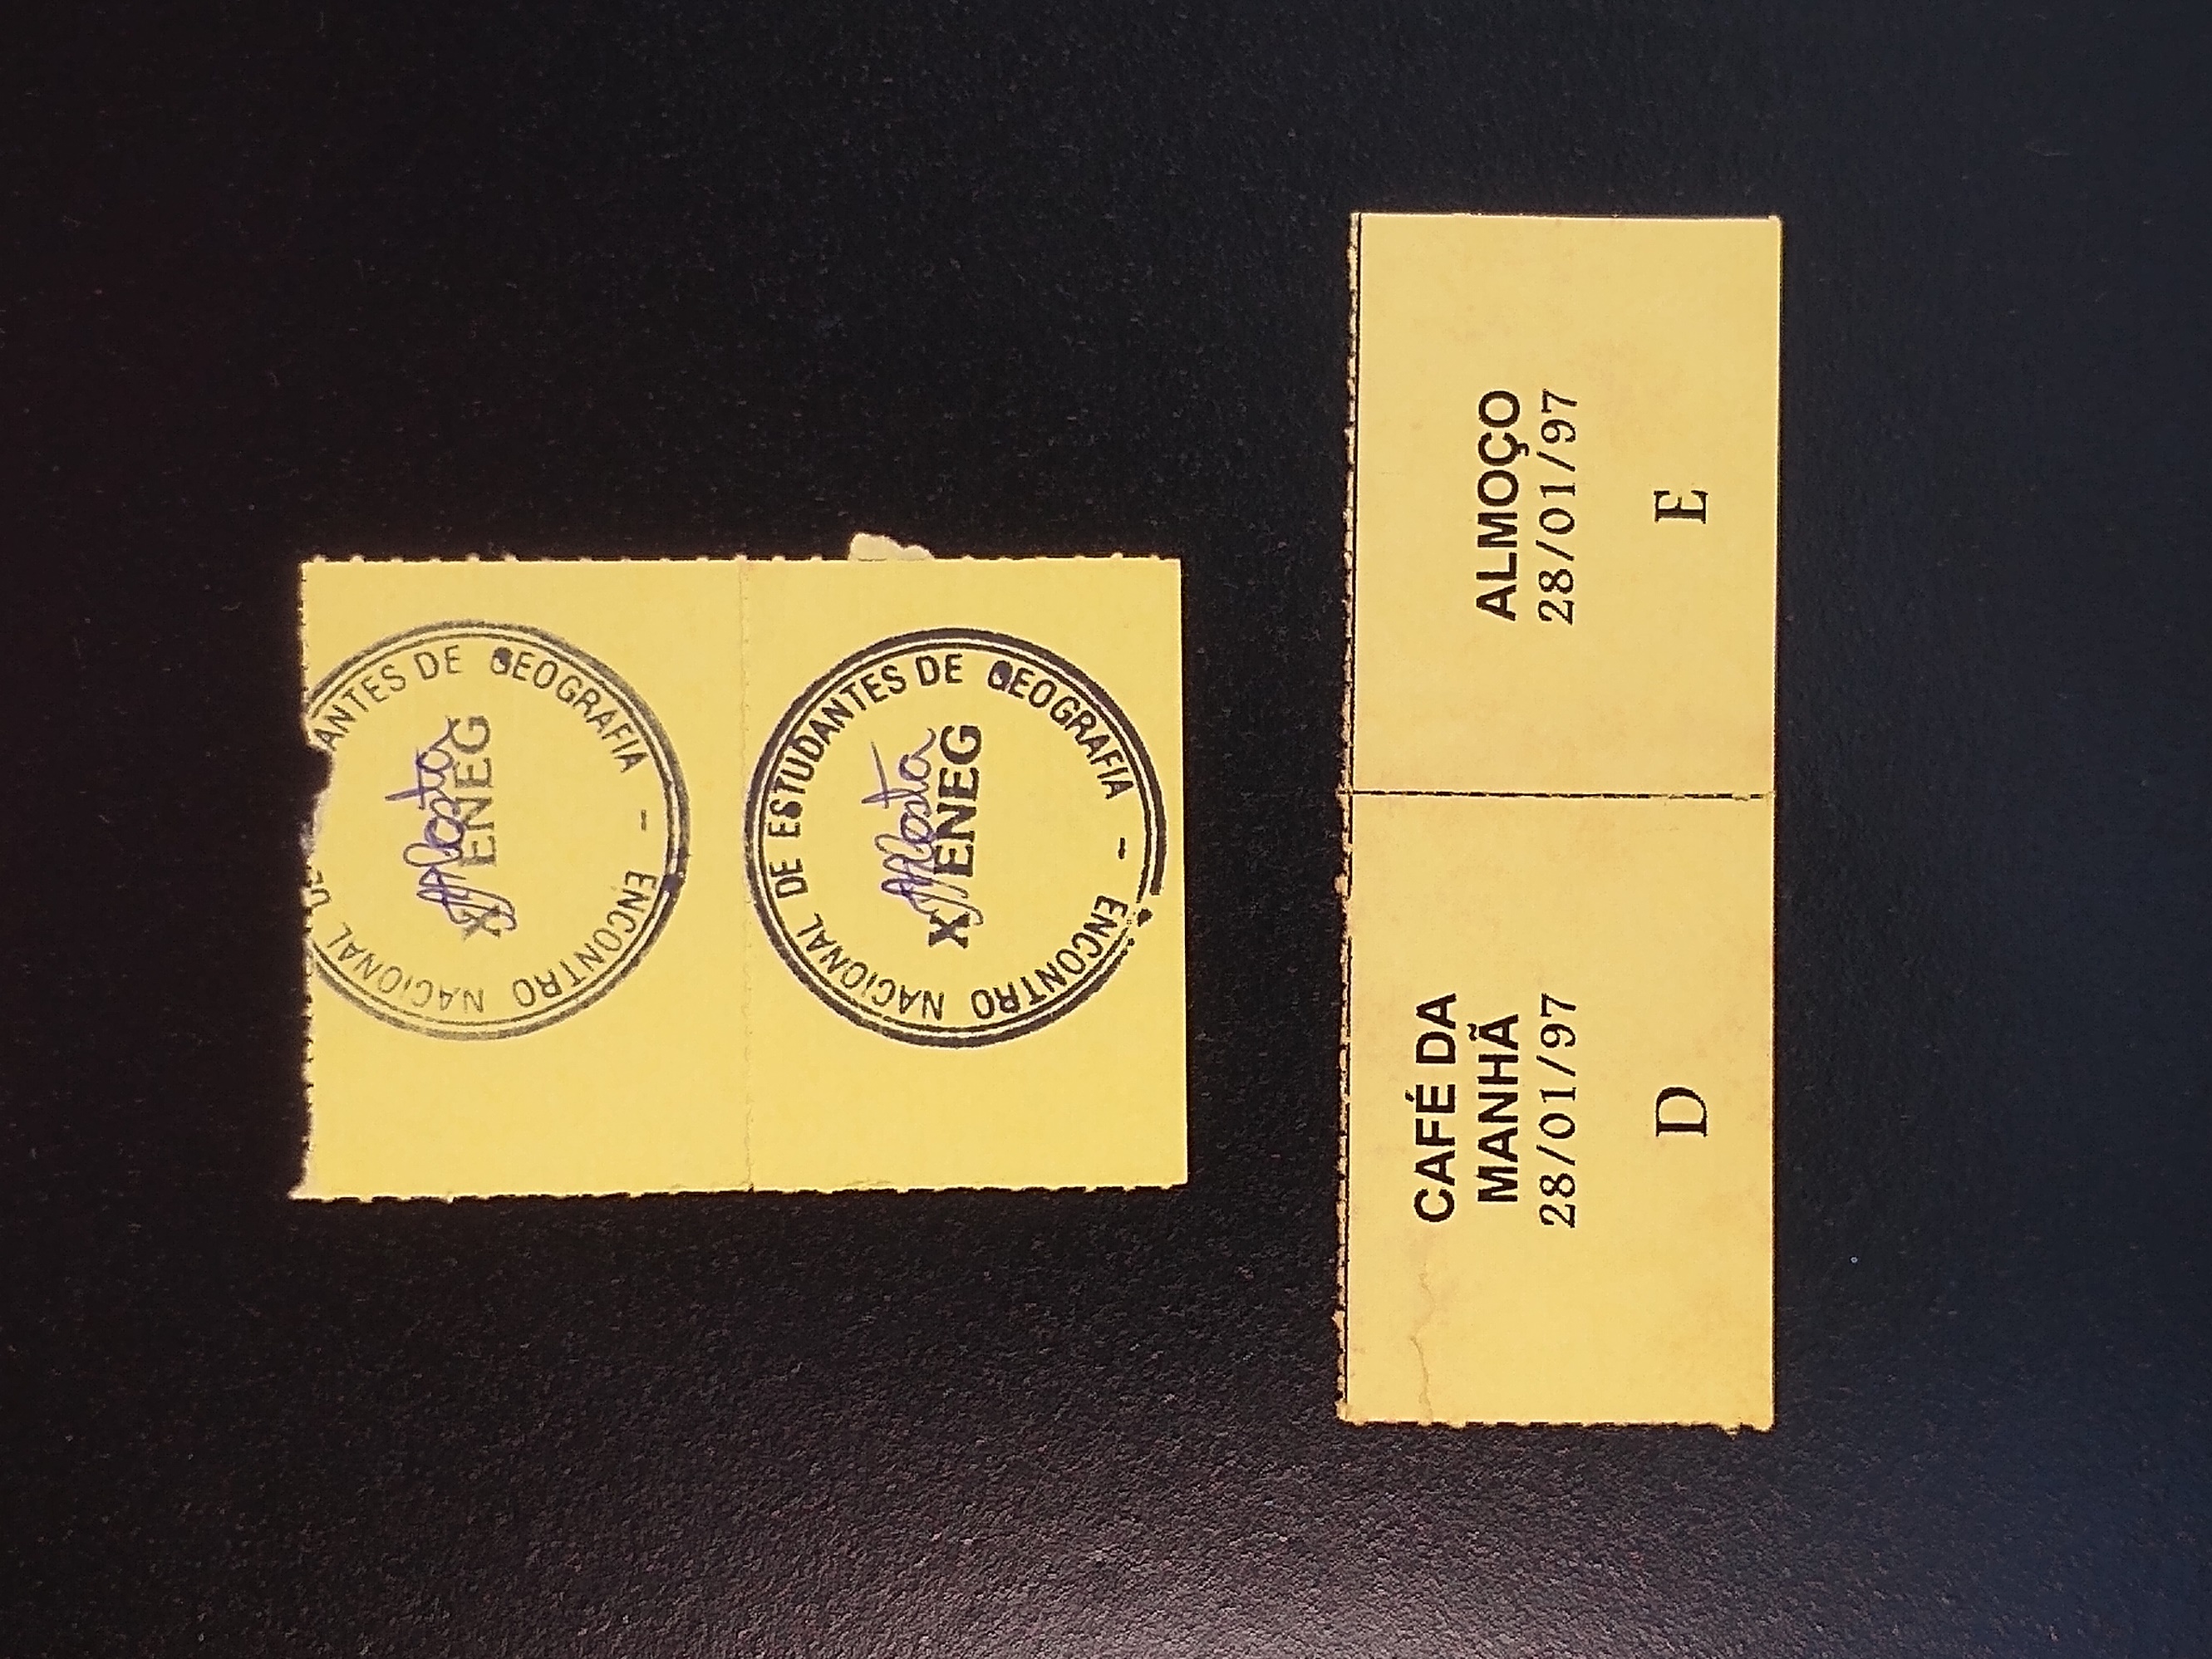 ANTES DE GEOGRAFIA - ENCONTRO NACIONAL DE
X ENEG
ENCONTRO NACIONAL DE ESTUDANTES DE GEOGRAFIA -
X ENEG
CAFÉ DA
MANHÃ
28/01/97
D
ALMOÇO
28/01/97
E